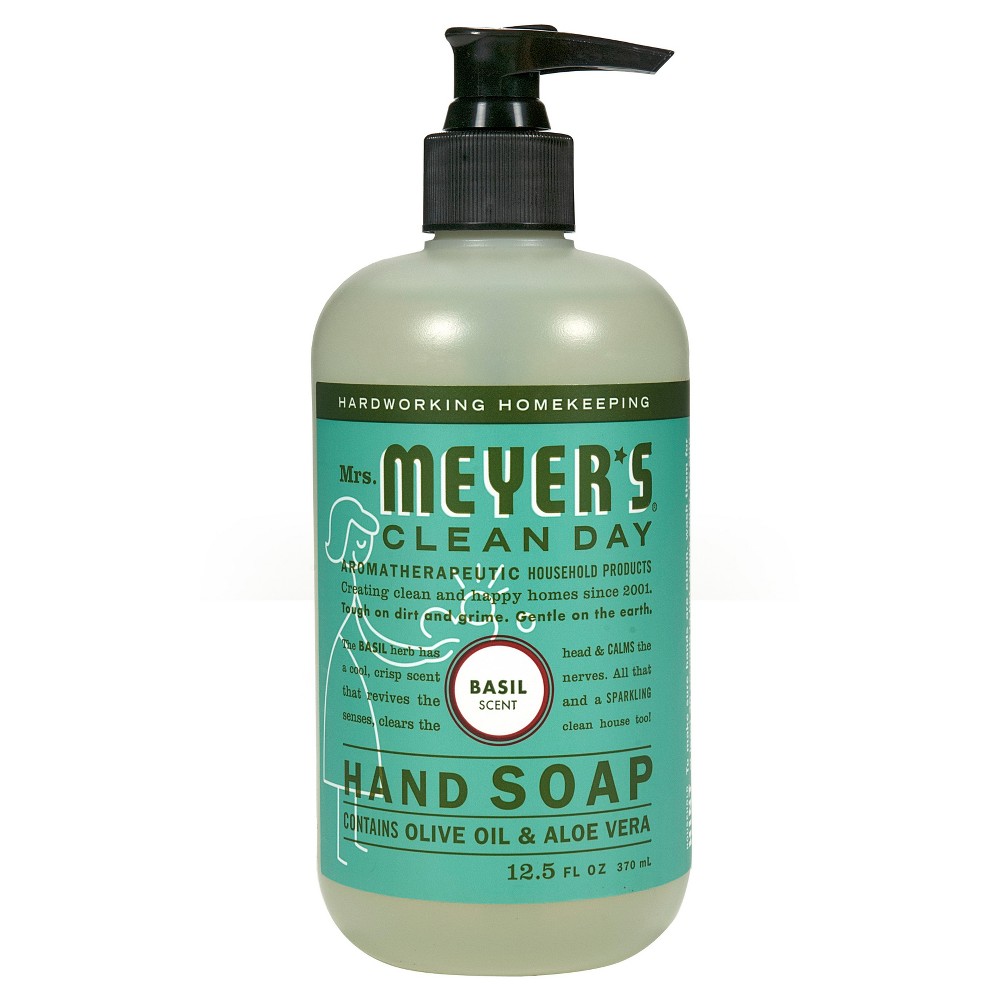 HARDWORKING HOMEKEEPING
Mrs. MEYER'S®
CLEAN DAY
AROMATHERAPEUTIC HOUSEHOLD PRODUCTS
Creating clean and happy homes since 2001.
Tough on dirt and grime. Gentle on the earth.
The BASIL herb has
a cool, crisp scent
that revives the
senses, clears the
BASIL
SCENT
head & CALMS the
nerves. All that
and a SPARKLING
clean house too!
HAND SOAP
CONTAINS OLIVE OIL & ALOE VERA
12.5 FL OZ 370 mL